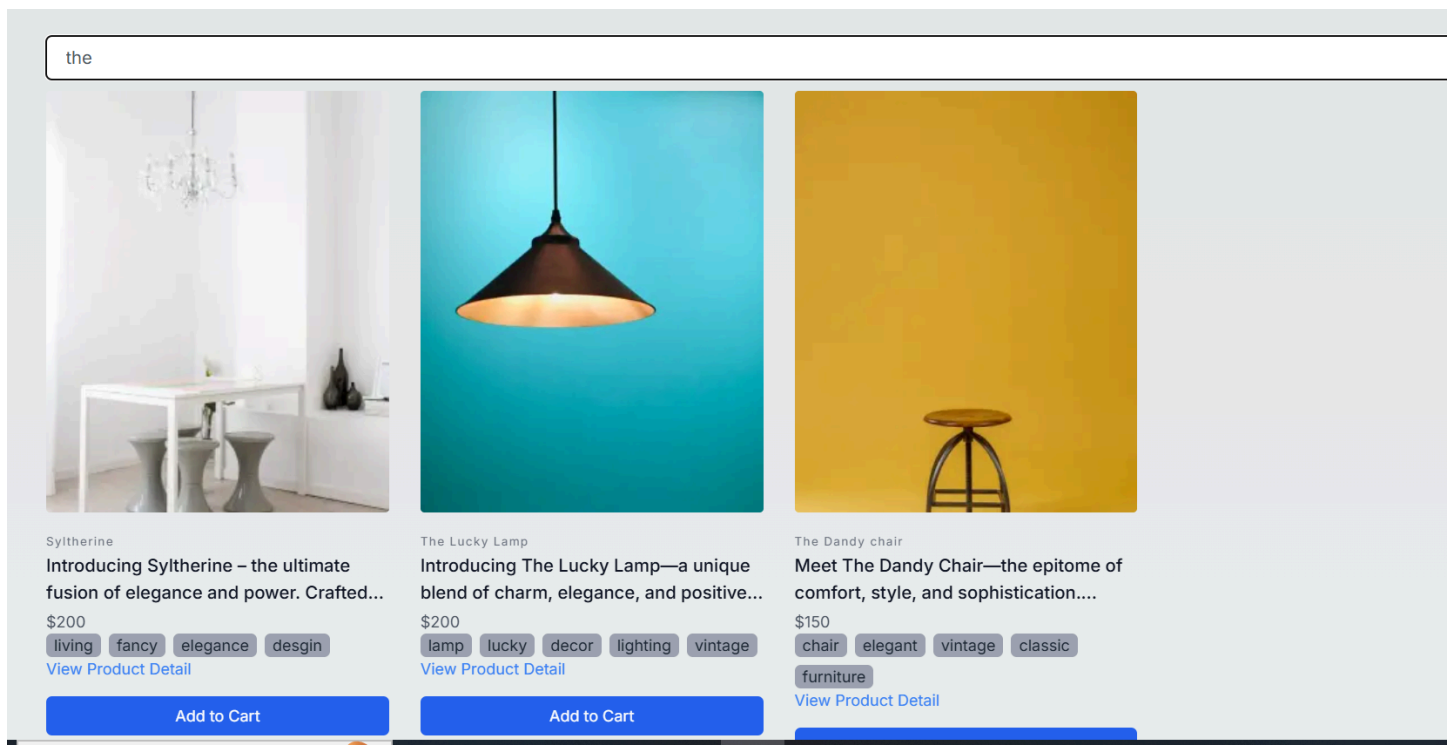 the
Syltherine
Introducing Syltherine – the ultimate
fusion of elegance and power. Crafted...
$200
living fancy elegance desgin
View Product Detail
Add to Cart
The Lucky Lamp
Introducing The Lucky Lamp—a unique
blend of charm, elegance, and positive...
$200
lamp lucky decor lighting vintage
View Product Detail
Add to Cart
The Dandy chair
Meet The Dandy Chair—the epitome of
comfort, style, and sophistication....
$150
chair elegant vintage classic
furniture
View Product Detail